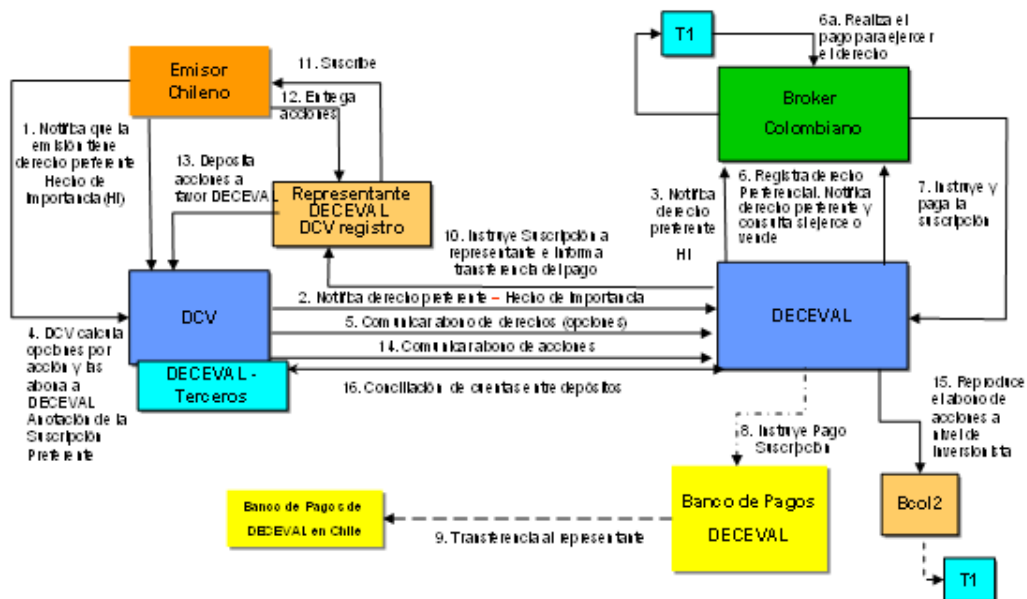 T1
6a. Realiza el
pago para ejercer
el derecho
Emisor
Chileno
11. Suscribe
12. Entrega
acciones
Broker
Colombiano
1. Notifica que la
emisión tiene
derecho preferente
Hecho de
Importancia (HI)
13. Deposita
acciones a
favor DECEVAL
Representante
DECEVAL
DCV registro
3. Notifica
derecho
preferente
HI
6. Registra derecho
Preferencial. Notifica
derecho preferente y
consulta si ejerce o
vende
7. Instruye y
paga la
suscripción
10. Instruye Suscripción a
representante e informa
transferencia del pago
DCV
2. Notifica derecho preferente – Hecho de Importancia
DECEVAL
5. Comunicar abono de derechos (opciones)
14. Comunicar abono de acciones
4. DCV calcula
opciones por
acción y las
abona a
DECEVAL
Anotación de la
Suscripción
Preferente
DECEVAL -
Terceros
16. Conciliación de cuentas entre depósitos
15. Reproduce
el abono de
acciones a
nivel de
inversionista
8. Instruye Pago
Suscripción
Banco de Pagos de
DECEVAL en Chile
9. Transferencia al representante
Banco de Pagos
DECEVAL
Bcol2
T1